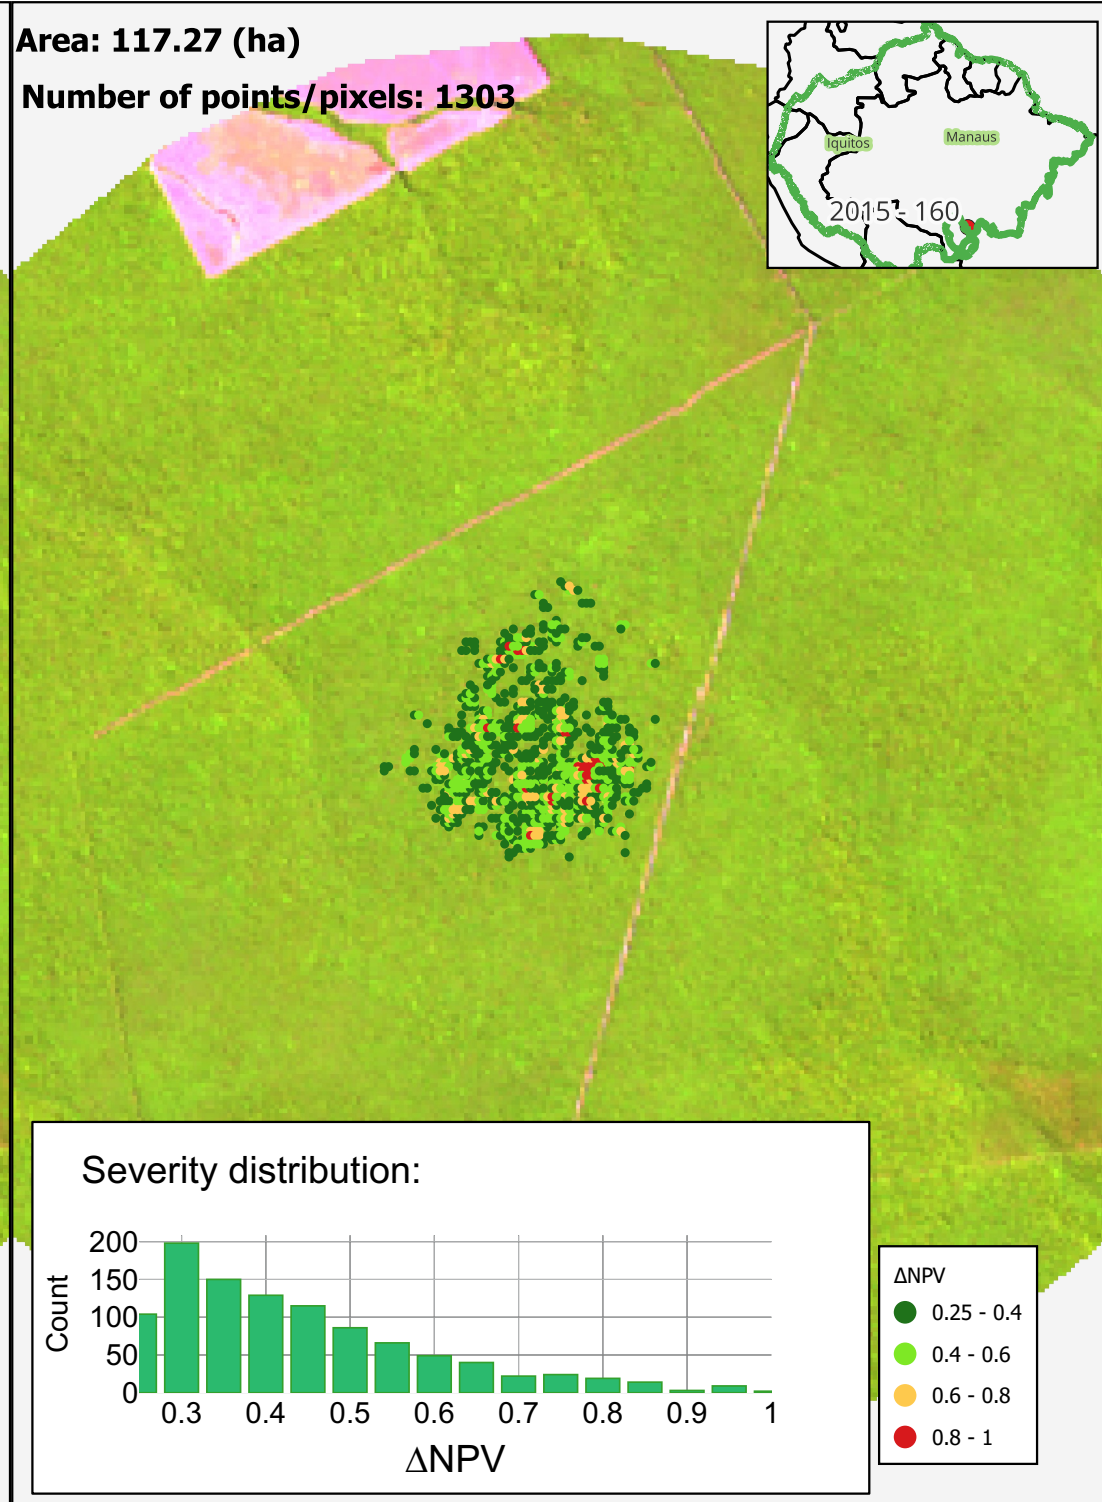 Area: 117.27 (ha)
Number of points/pixels: 1303
Iquitos
Manaus
2015 - 160
Severity distribution:
Count
200
150
100
50
0
0.3 0.4 0.5 0.6 0.7 0.8 0.9 1
ΔNPV
ΔNPV
0.25 - 0.4
0.4 - 0.6
0.6 - 0.8
0.8 - 1